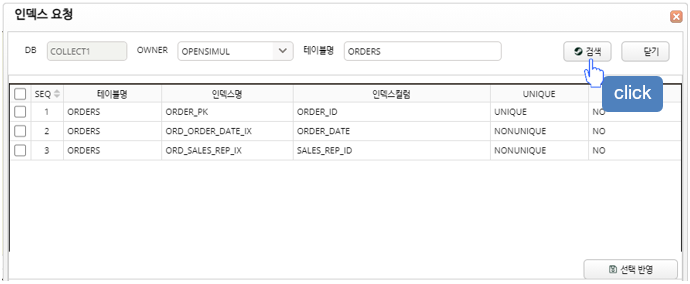 인덱스 요청
DB COLLECT1 OWNER OPENSIMUL 테이블명 ORDERS 검색 닫기
click
SEQ 테이블명 인덱스명 인덱스컬럼 UNIQUE
1 ORDERS ORDER_PK ORDER_ID UNIQUE NO
2 ORDERS ORD_ORDER_DATE_IX ORDER_DATE NONUNIQUE NO
3 ORDERS ORD_SALES_REP_IX SALES_REP_ID NONUNIQUE NO
선택 반영